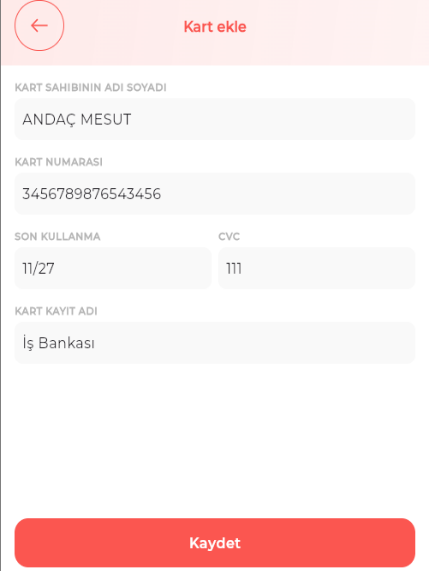 Kart ekle
KART SAHIBININ ADI SOYADI
ANDAÇ MESUT
KART NUMARASI
3456789876543456
SON KULLANMA CVC
11/27 111
KART KAYIT ADI
İş Bankası
Kaydet